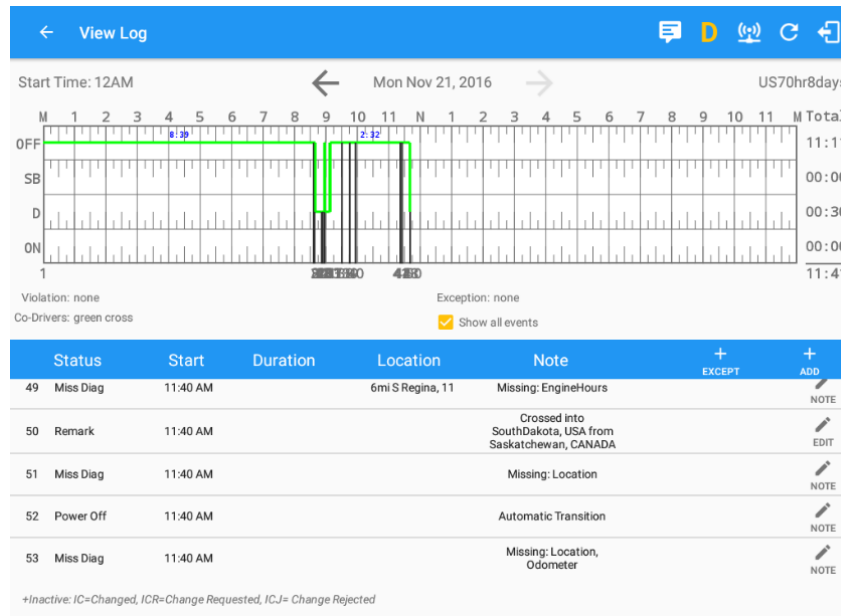 View Log
D
Start Time: 12AM
Mon Nov 21, 2016
US70hr8days
M 1 2 3 4 5 6 7 8 9 10 11 N 1 2 3 4 5 6 7 8 9 10 11 M Total
OFF 8:39 2:32 11:1
SB 00:0
D 00:3
ON 00:0
1 11:4
Violation: none
Exception: none
Co-Drivers: green cross
Show all events
Status Start Duration Location Note + EXCEPT + ADD
49 Miss Diag 11:40 AM 6mi S Regina, 11 Missing: EngineHours NOTE
Crossed into
50 Remark 11:40 AM SouthDakota, USA from EDIT
Saskatchewan, CANADA
51 Miss Diag 11:40 AM Missing: Location NOTE
52 Power Off 11:40 AM Automatic Transition NOTE
53 Miss Diag 11:40 AM Missing: Location, NOTE
Odometer
+Inactive: IC=Changed, ICR=Change Requested, ICJ= Change Rejected